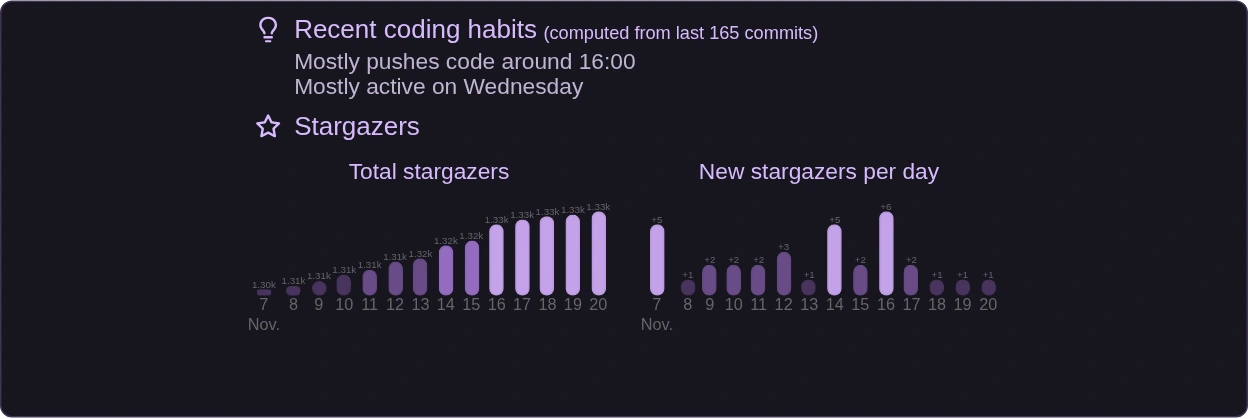 Recent coding habits (computed from last 165 commits)
Mostly pushes code around 16:00
Mostly active on Wednesday
Stargazers
Total stargazers
1.30k 1.31k 1.31k 1.31k 1.31k 1.31k 1.32k 1.32k 1.32k 1.33k 1.33k 1.33k 1.33k 1.33k
7 8 9 10 11 12 13 14 15 16 17 18 19 20
Nov.
New stargazers per day
+5 +1 +2 +2 +2 +3 +1 +5 +2 +6 +2 +1 +1 +1
7 8 9 10 11 12 13 14 15 16 17 18 19 20
Nov.